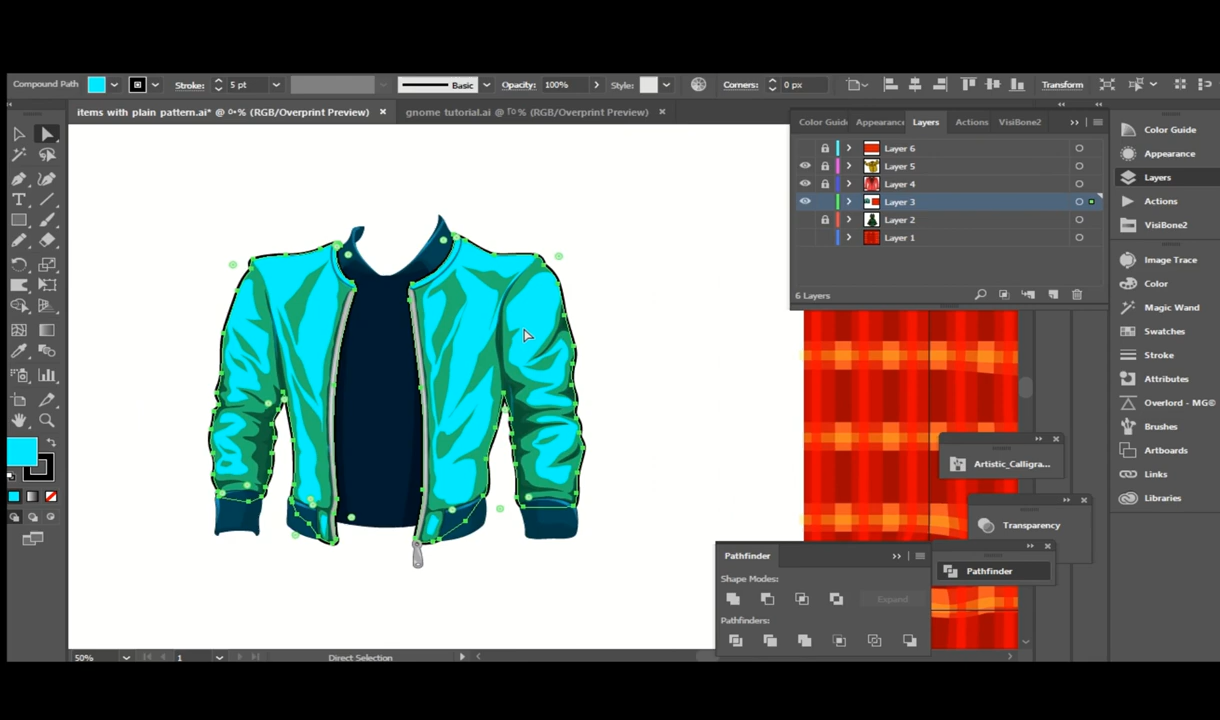 Compound Path Stroke: 5 pt Basic Opacity: 100% Style: Corners: 0 px Transform
items with plain pattern.ai* @ % (RGB/Overprint Preview) × gnome tutorial.ai @ % (RGB/Overprint Preview) ×
Color Guid Appearanc Layers Actions VisiBone2
Layer 6
Layer 5
Layer 4
Layer 3
Layer 2
Layer 1
6 Layers
Color Guide
Appearance
Layers
Actions
VisiBone2
Image Trace
Color
Magic Wand
Swatches
Stroke
Attributes
Overlord - MG©
Brushes
Artboards
Links
Libraries
Artistic_Calligra...
Transparency
Pathfinder
Pathfinder
Shape Modes:
Expand
Pathfinders:
50% 1 Direct Selection